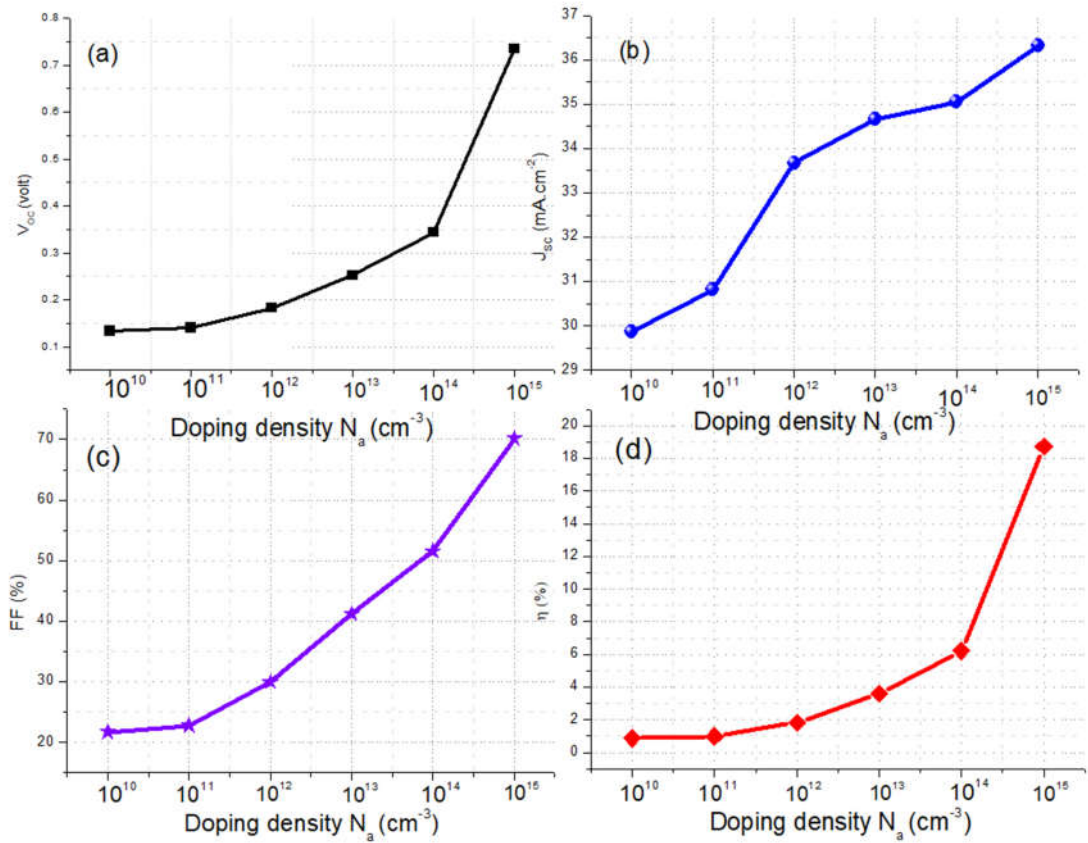 (a)
0.8
0.7
0.6
0.5
0.4
0.3
0.2
0.1
V_oc (volt)
10^10 10^11 10^12 10^13 10^14 10^15
Doping density N_a (cm^-3)
(b)
37
36
35
34
33
32
31
30
29
J_sc (mA.cm^-2)
10^10 10^11 10^12 10^13 10^14 10^15
Doping density N_a (cm^-3)
(c)
70
60
50
40
30
20
FF (%)
10^10 10^11 10^12 10^13 10^14 10^15
Doping density N_a (cm^-3)
(d)
20
18
16
14
12
10
8
6
4
2
0
η (%)
10^10 10^11 10^12 10^13 10^14 10^15
Doping density N_a (cm^-3)